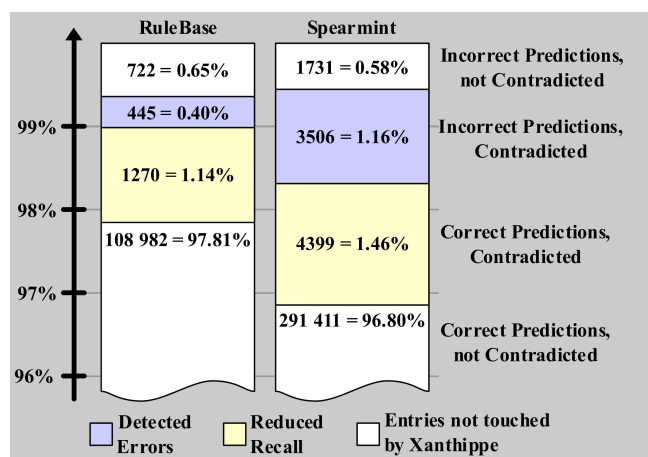 RuleBase
Spearmint
722 = 0.65%
1731 = 0.58%
Incorrect Predictions,
not Contradicted
99%
445 = 0.40%
3506 = 1.16%
Incorrect Predictions,
Contradicted
1270 = 1.14%
98%
108 982 = 97.81%
4399 = 1.46%
Correct Predictions,
Contradicted
97%
291 411 = 96.80%
Correct Predictions,
not Contradicted
96%
Detected
Errors
Reduced
Recall
Entries not touched
by Xanthippe